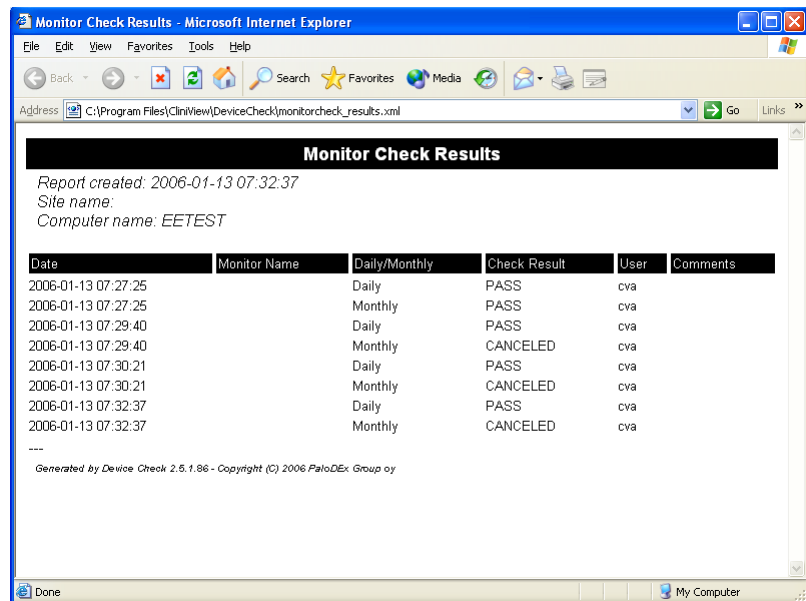 Monitor Check Results - Microsoft Internet Explorer
File Edit View Favorites Tools Help
Back Search Favorites Media
Address C:\Program Files\CliniView\DeviceCheck\monitorcheck_results.xml Go Links »
Monitor Check Results
Report created: 2006-01-13 07:32:37
Site name:
Computer name: EETEST
Date Monitor Name Daily/Monthly Check Result User Comments
2006-01-13 07:27:25 Daily PASS cva
2006-01-13 07:27:25 Monthly PASS cva
2006-01-13 07:29:40 Daily PASS cva
2006-01-13 07:29:40 Monthly CANCELED cva
2006-01-13 07:30:21 Daily PASS cva
2006-01-13 07:30:21 Monthly CANCELED cva
2006-01-13 07:32:37 Daily PASS cva
2006-01-13 07:32:37 Monthly CANCELED cva
---
Generated by Device Check 2.5.1.86 - Copyright (C) 2006 PaloDEx Group oy
Done My Computer